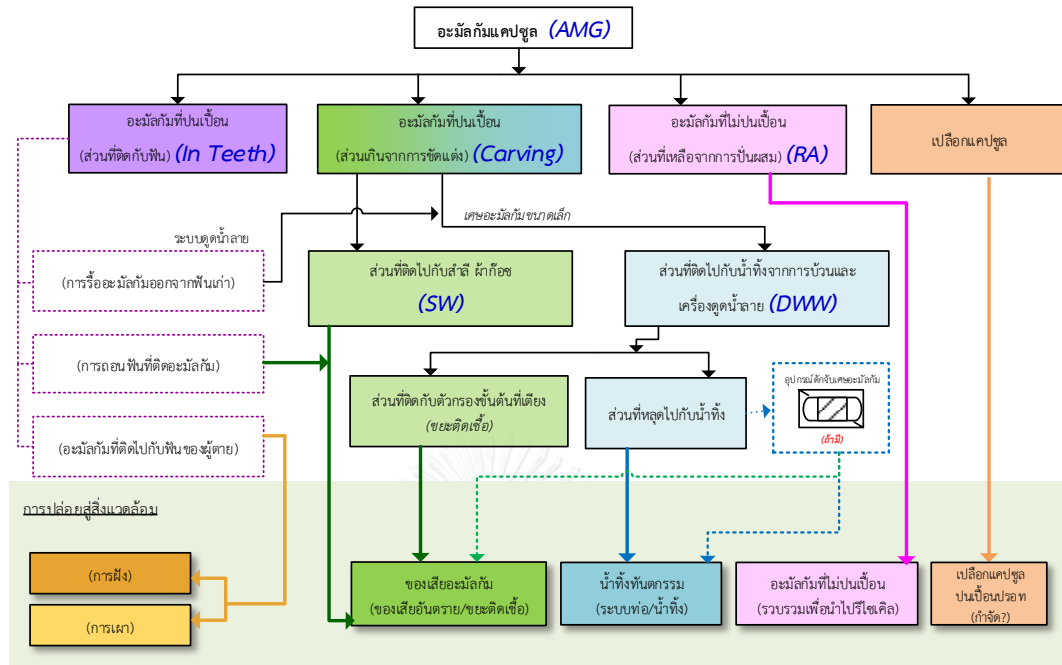 อะมัลกัมแคปซูล (AMG)
อะมัลกัมที่ปนเปื้อน
(ส่วนที่ติดกับฟัน) (In Teeth)
อะมัลกัมที่ปนเปื้อน
(ส่วนเกินจากการขัดแต่ง) (Carving)
อะมัลกัมที่ไม่ปนเปื้อน
(ส่วนที่เหลือจากการปั่นผสม) (RA)
เปลือกแคปซูล
เศษอะมัลกัมขนาดเล็ก
ระบบดูดน้ำลาย
(การรื้ออะมัลกัมออกจากฟันเก่า)
ส่วนที่ติดไปกับสำลี ผ้าก๊อซ
(SW)
ส่วนที่ติดไปกับน้ำทิ้งจากการบ้วนและ
เครื่องดูดน้ำลาย (DWW)
(การถอนฟันที่ติดอะมัลกัม)
ส่วนที่ติดกับตัวกรองขั้นต้นที่เตียง
(ขยะติดเชื้อ)
ส่วนที่หลุดไปกับน้ำทิ้ง
อุปกรณ์ดักจับเศษอะมัลกัม
(ถ้ามี)
(อะมัลกัมที่ติดไปกับฟันของผู้ตาย)
การปล่อยสู่สิ่งแวดล้อม
(การฝัง)
(การเผา)
ของเสียอะมัลกัม
(ของเสียอันตราย/ขยะติดเชื้อ)
น้ำทิ้งทันตกรรม
(ระบบท่อ/น้ำทิ้ง)
อะมัลกัมที่ไม่ปนเปื้อน
(รวบรวมเพื่อนำไปรีไซเคิล)
เปลือกแคปซูล
ปนเปื้อนปรอท
(กำจัด?)